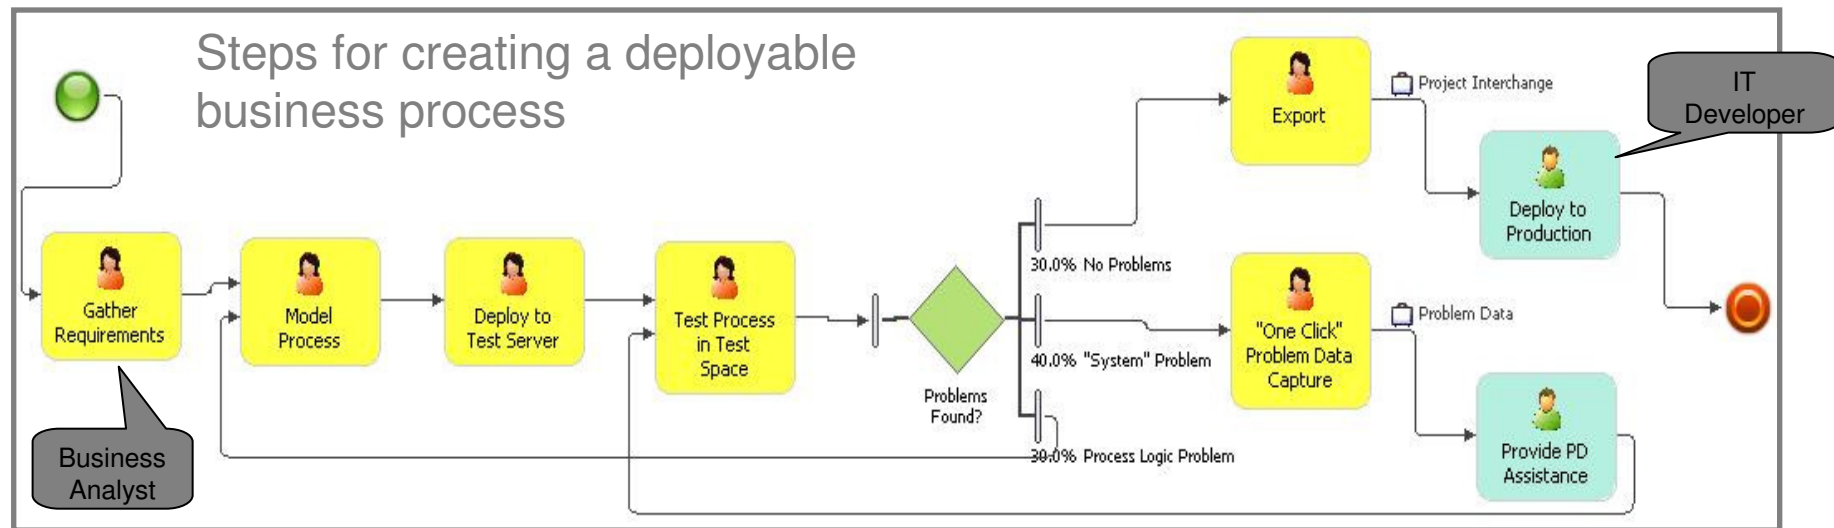 Steps for creating a deployable
business process
Gather
Requirements
Business
Analyst
Model
Process
Deploy to
Test Server
Test Process
in Test
Space
Problems
Found?
30.0% No Problems
40.0% "System" Problem
30.0% Process Logic Problem
Export
Project Interchange
IT
Developer
Deploy to
Production
"One Click"
Problem Data
Capture
Problem Data
Provide PD
Assistance